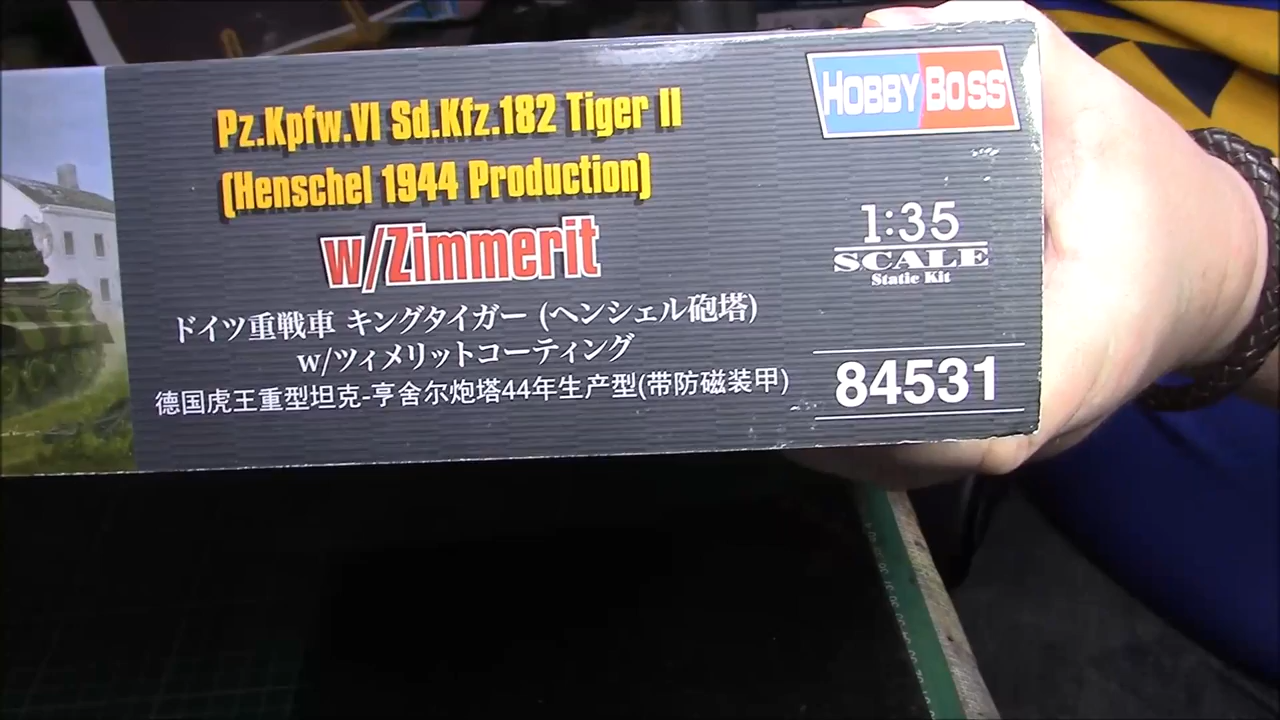 Pz.Kpfw.VI Sd.Kfz.182 Tiger II
(Henschel 1944 Production)
w/Zimmerit
ドイツ重戦車 キングタイガー (ヘンシェル砲塔)
w/ツィメリットコーティング
德国虎王重型坦克-亨舍尔炮塔44年生产型(带防磁装甲)
HOBBY BOSS
1:35
SCALE
Static Kit
84531